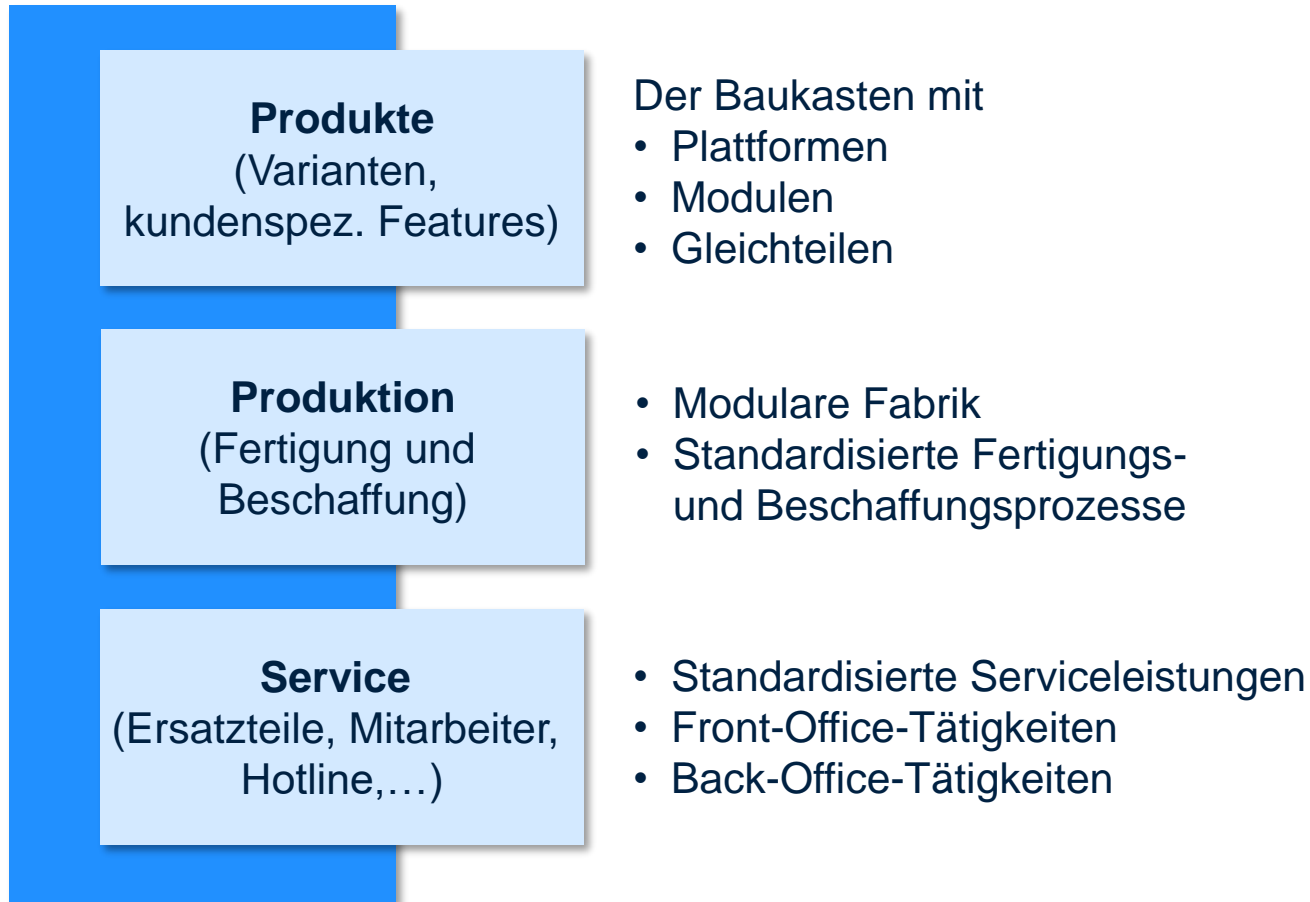 Produkte
(Varianten,
kundenspez. Features)
Der Baukasten mit
• Plattformen
• Modulen
• Gleichteilen
Produktion
(Fertigung und
Beschaffung)
• Modulare Fabrik
• Standardisierte Fertigungs-
und Beschaffungsprozesse
Service
(Ersatzteile, Mitarbeiter,
Hotline,…)
• Standardisierte Serviceleistungen
• Front-Office-Tätigkeiten
• Back-Office-Tätigkeiten